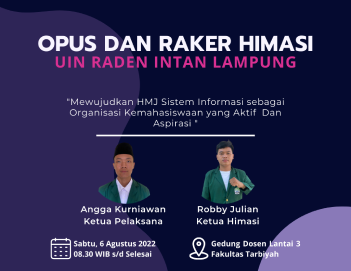 OPUS DAN RAKER HIMASI
UIN RADEN INTAN LAMPUNG
"Mewujudkan HMJ Sistem Informasi sebagai
Organisasi Kemahasiswaan yang Aktif Dan
Aspirasi "
Angga Kurniawan
Ketua Pelaksana
Robby Julian
Ketua Himasi
Sabtu, 6 Agustus 2022
08.30 WIB s/d Selesai
Gedung Dosen Lantai 3
Fakultas Tarbiyah